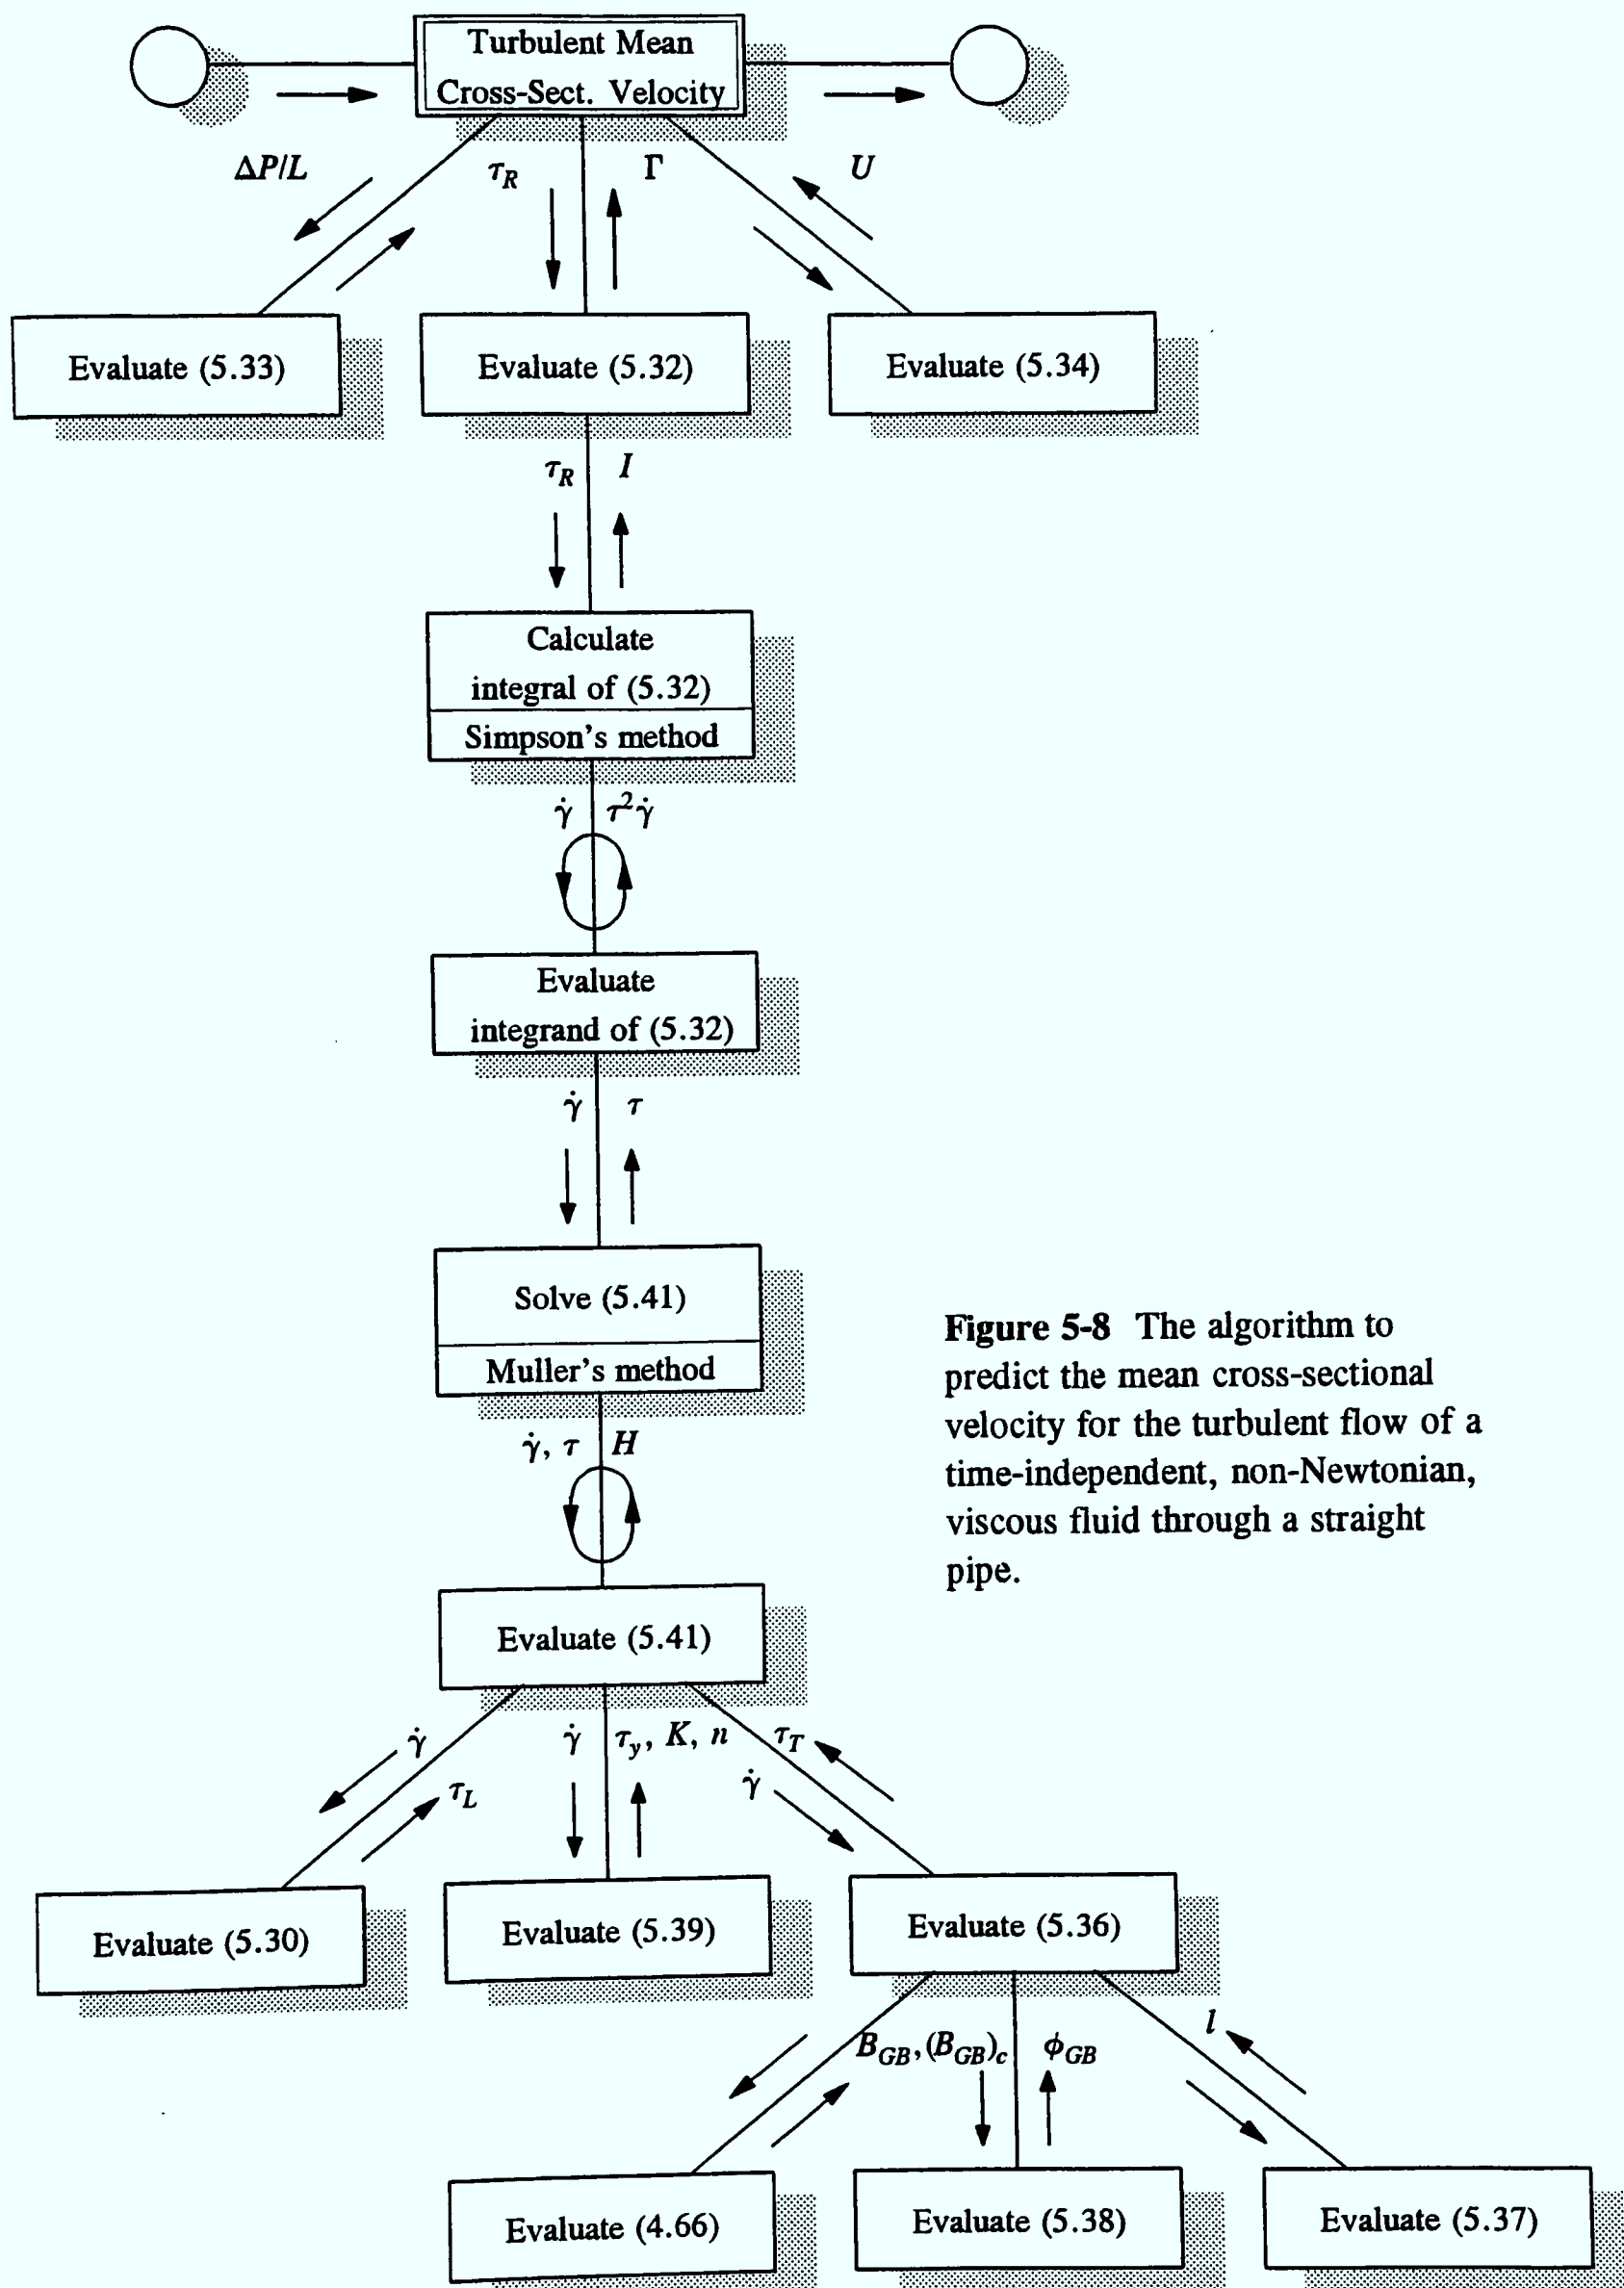 Turbulent Mean
Cross-Sect. Velocity
ΔP/L
τ_R
Γ
U
Evaluate (5.33)
Evaluate (5.32)
Evaluate (5.34)
τ_R
I
Calculate
integral of (5.32)
Simpson's method
γ̇
τ²γ̇
Evaluate
integrand of (5.32)
γ̇
τ
Solve (5.41)
Muller's method
γ̇, τ
H
Figure 5-8 The algorithm to
predict the mean cross-sectional
velocity for the turbulent flow of a
time-independent, non-Newtonian,
viscous fluid through a straight
pipe.
Evaluate (5.41)
γ̇
τ_L
γ̇
τ_y, K, n
τ_T
γ̇
Evaluate (5.30)
Evaluate (5.39)
Evaluate (5.36)
B_GB, (B_GB)_c
ϕ_GB
l
Evaluate (4.66)
Evaluate (5.38)
Evaluate (5.37)